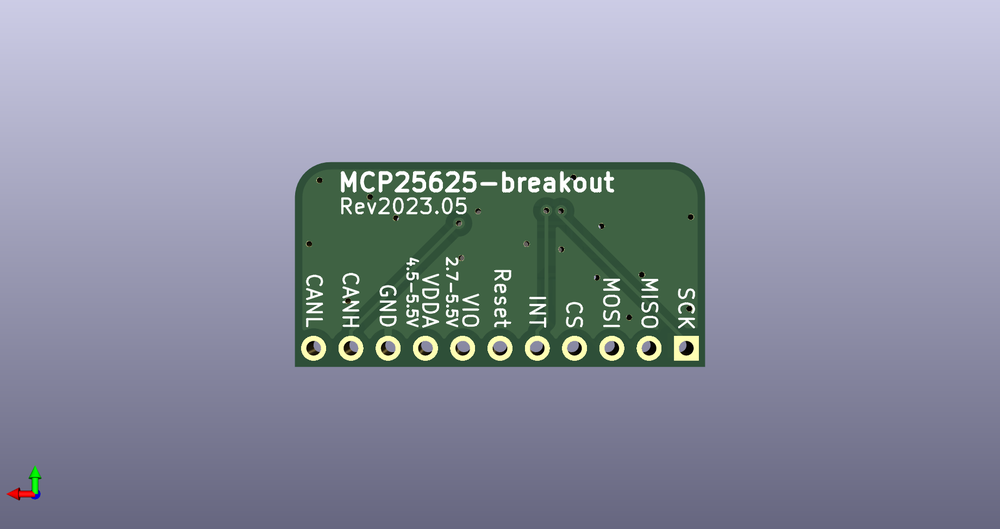 MCP25625-breakout
Rev2023.05
CANL
CANH
GND
4.5-5.5V
VDDA
2.7-5.5V
VIO
Reset
INT
CS
MOSI
MISO
SCK